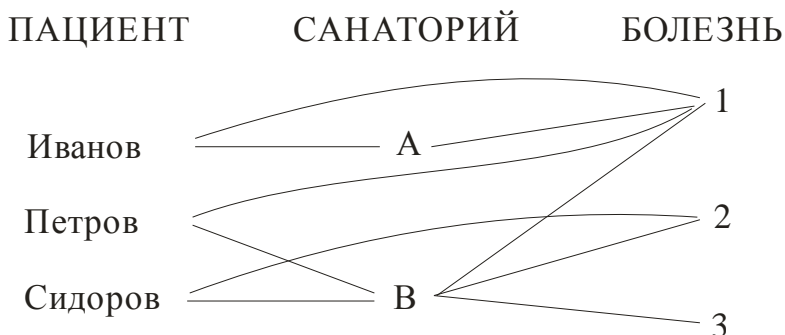 ПАЦИЕНТ САНАТОРИЙ БОЛЕЗНЬ
1
Иванов А
Петров 2
Сидоров В
3